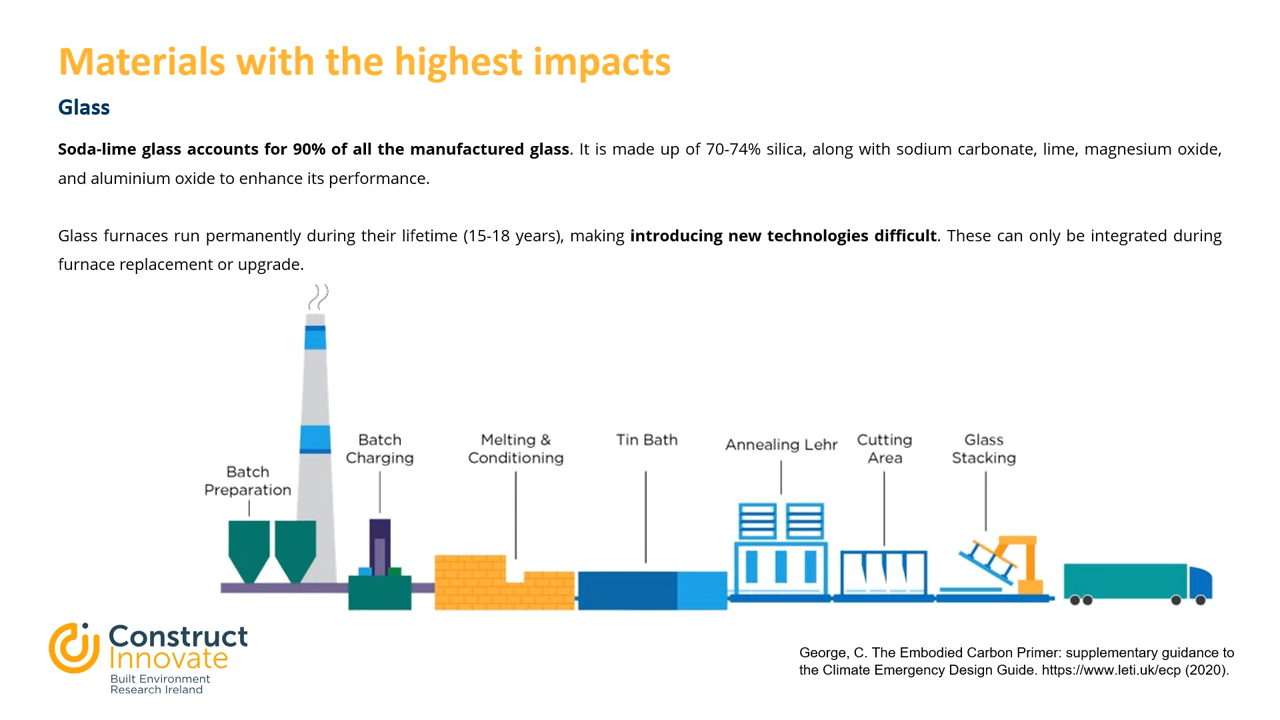 Materials with the highest impacts
Glass
Soda-lime glass accounts for 90% of all the manufactured glass. It is made up of 70-74% silica, along with sodium carbonate, lime, magnesium oxide,
and aluminium oxide to enhance its performance.
Glass furnaces run permanently during their lifetime (15-18 years), making introducing new technologies difficult. These can only be integrated during
furnace replacement or upgrade.
Batch
Preparation
Batch
Charging
Melting &
Conditioning
Tin Bath
Annealing Lehr
Cutting
Area
Glass
Stacking
Construct
Innovate
Built Environment
Research Ireland
George, C. The Embodied Carbon Primer: supplementary guidance to
the Climate Emergency Design Guide. https://www.leti.uk/ecp (2020).